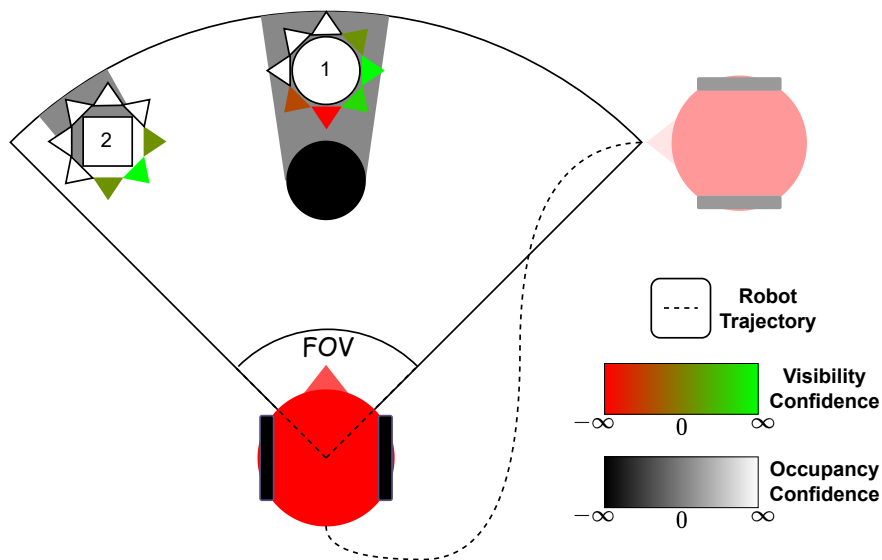 1
2
FOV
Robot
Trajectory
Visibility
Confidence
−∞ 0 ∞
Occupancy
Confidence
−∞ 0 ∞